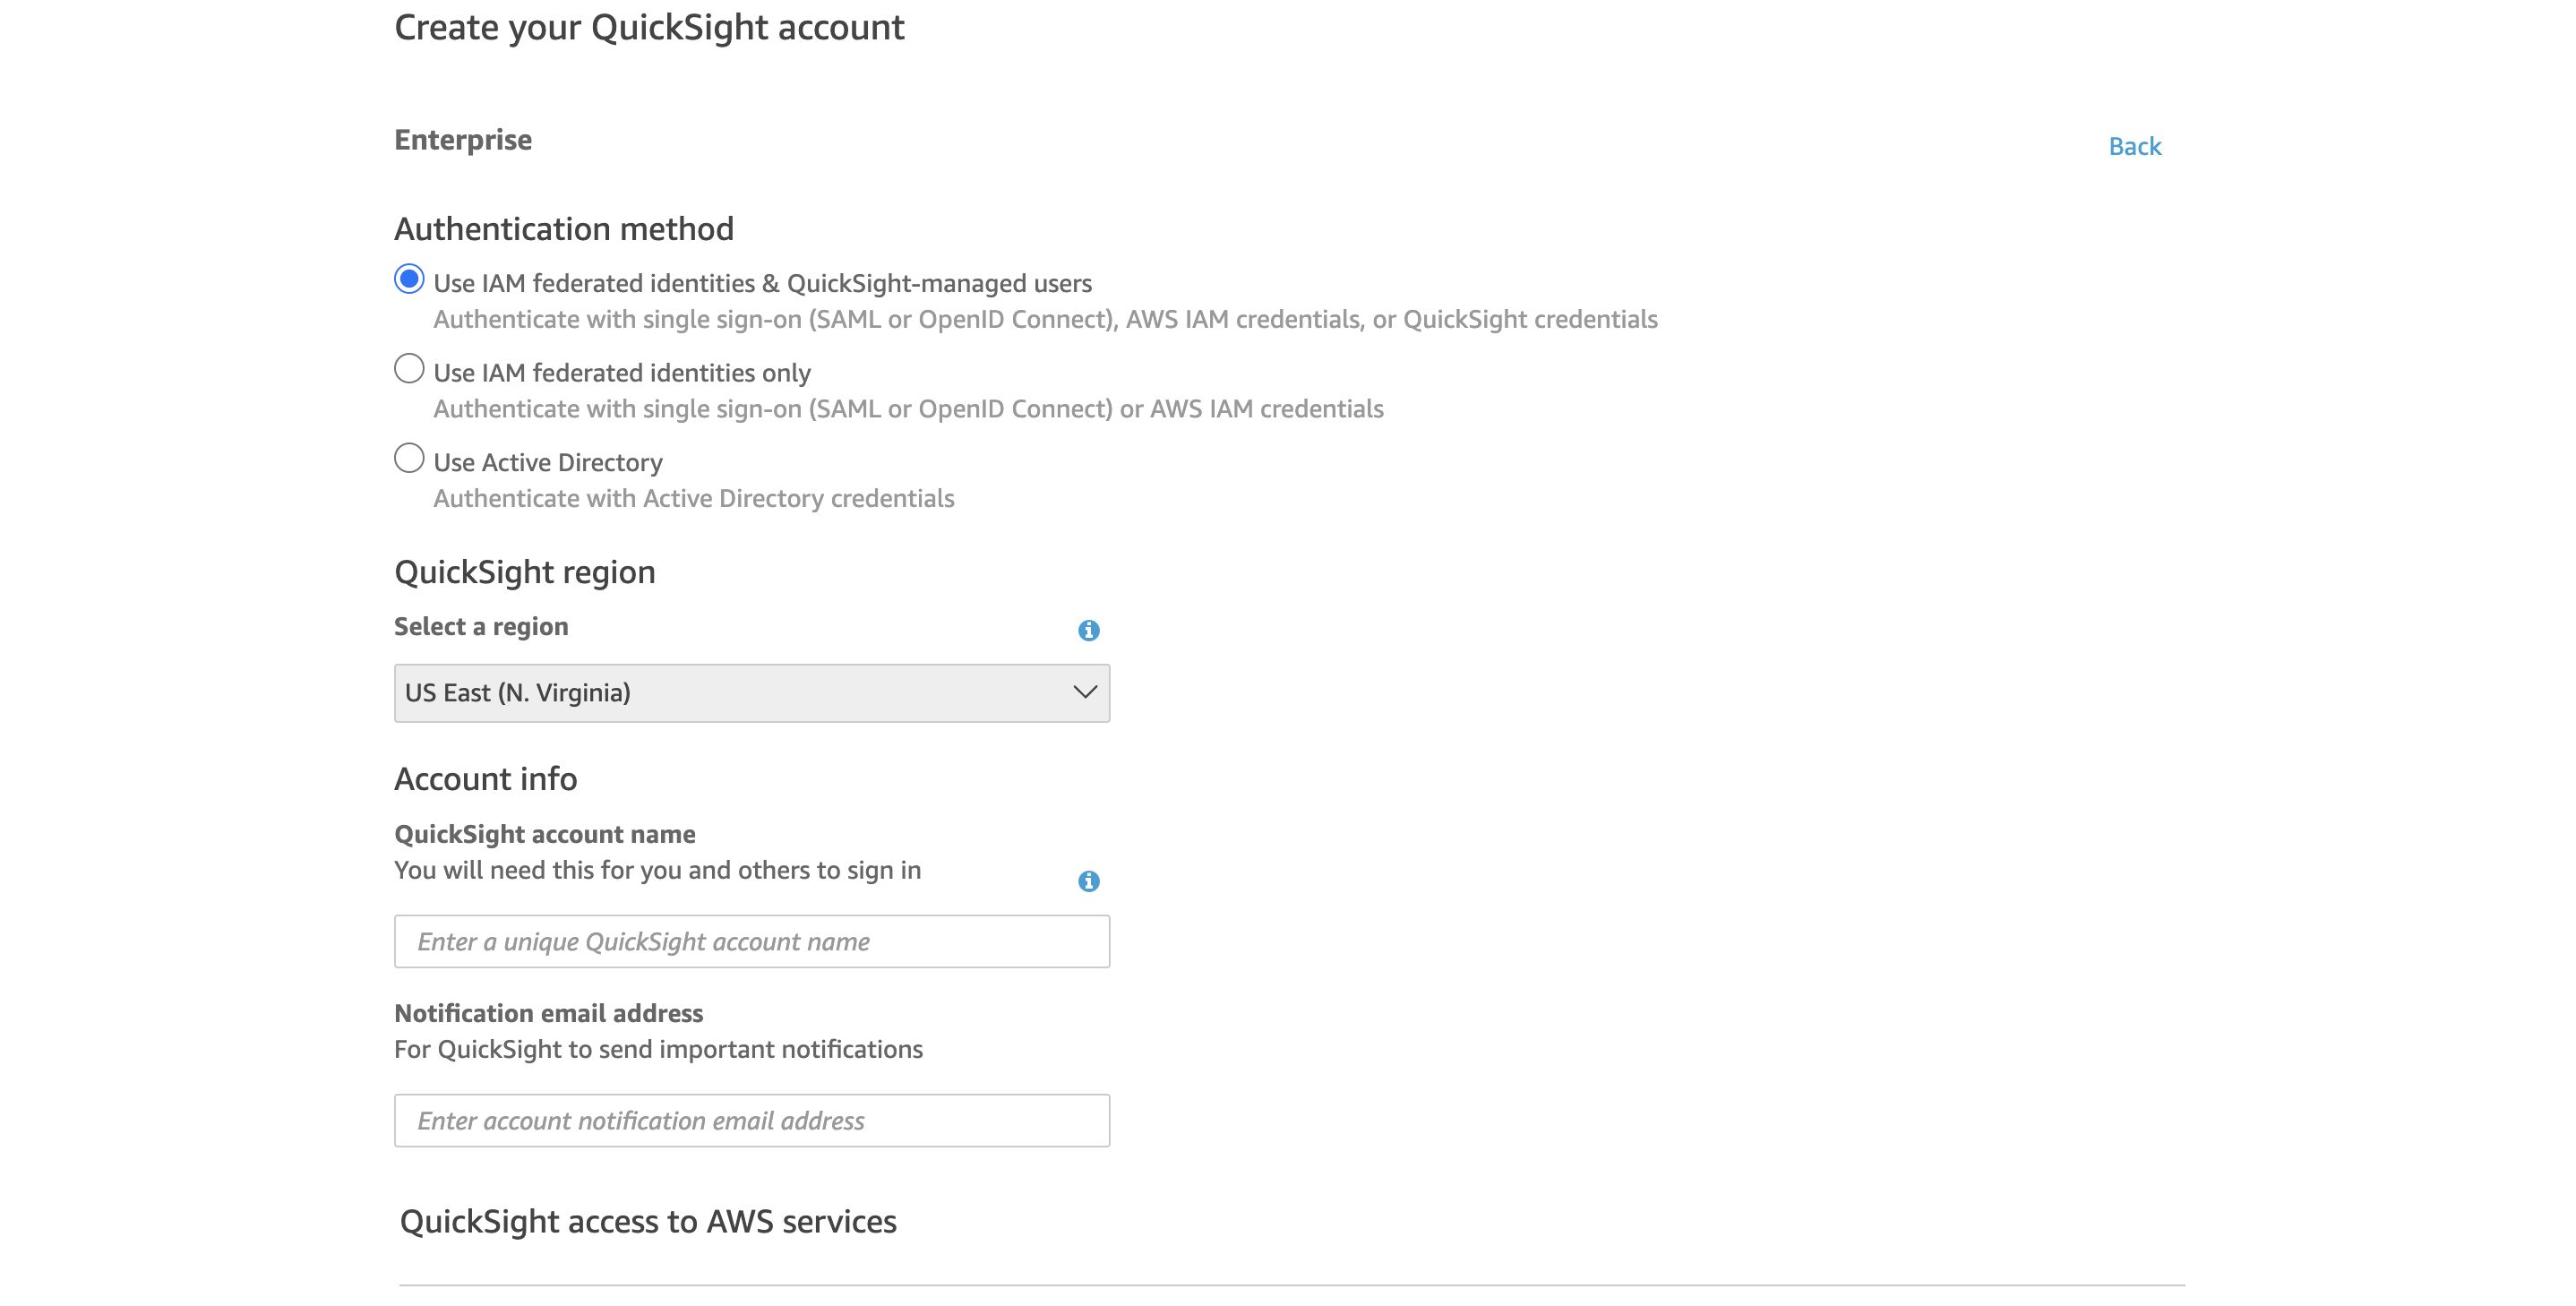 Create your QuickSight account
Enterprise
Back
Authentication method
Use IAM federated identities & QuickSight-managed users
Authenticate with single sign-on (SAML or OpenID Connect), AWS IAM credentials, or QuickSight credentials
Use IAM federated identities only
Authenticate with single sign-on (SAML or OpenID Connect) or AWS IAM credentials
Use Active Directory
Authenticate with Active Directory credentials
QuickSight region
Select a region
US East (N. Virginia)
Account info
QuickSight account name
You will need this for you and others to sign in
Enter a unique QuickSight account name
Notification email address
For QuickSight to send important notifications
Enter account notification email address
QuickSight access to AWS services